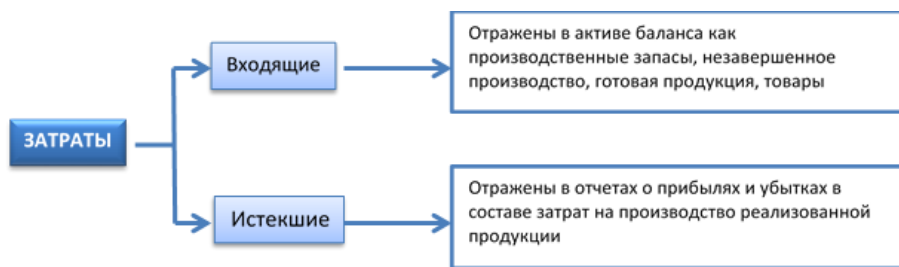 Отражены в активе баланса как
производственные запасы, незавершенное
производство, готовая продукция, товары
Входящие
ЗАТРАТЫ
Отражены в отчетах о прибылях и убытках в
составе затрат на производство реализованной
продукции
Истекшие